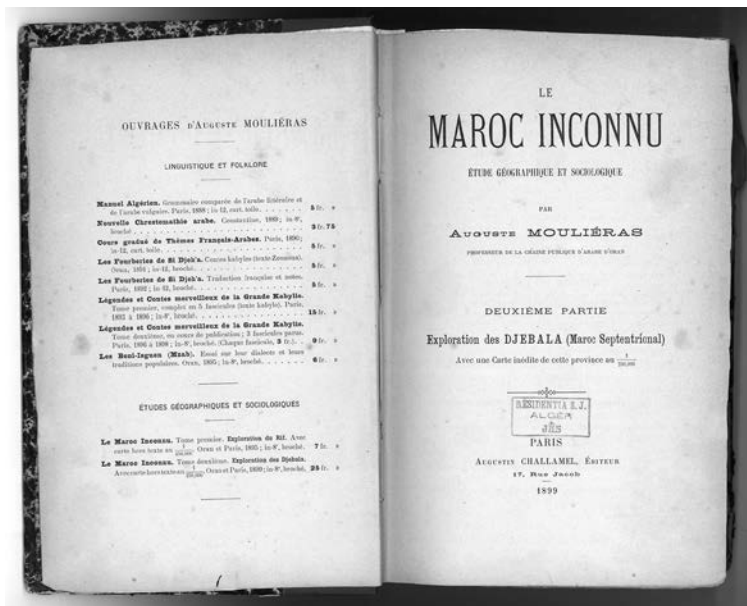 OUVRAGES D'AUGUSTE MOULIÉRAS
LINGUISTIQUE ET FOLKLORE
Manuel Algérien. Grammaire comparée de l'arabe littéraire et
de l'arabe vulgaire. Paris, 1888 ; in-12, cart. toile. . . . . . . 5 fr. »
Nouvelle Chrestomathie arabe. Constantine, 1889 ; in-8°,
broché . . . . . . . . . . . . . . . . . . . . . . . . . 3 fr. 75
Cours gradué de Thèmes Français-Arabes. Paris, 1890 ;
in-12, cart. toile. . . . . . . . . . . . . . . . . . . . . 5 fr. »
Les Fourberies de Si Djeh'a. Contes kabyles (texte Zouaoua).
Oran, 1891 ; in-12, broché. . . . . . . . . . . . . . . . . 5 fr. »
Les Fourberies de Si Djeh'a. Traduction française et notes.
Paris, 1892 ; in-12, broché. . . . . . . . . . . . . . . . . 5 fr. »
Légendes et Contes merveilleux de la Grande Kabylie.
Tome premier, complet en 5 fascicules (texte kabyle). Paris,
1893 à 1896 ; in-8°, broché. . . . . . . . . . . . . . . . . 15 fr. »
Légendes et Contes merveilleux de la Grande Kabylie.
Tome deuxième, en cours de publication ; 3 fascicules parus.
Paris, 1896 à 1898 ; in-8°, broché. (Chaque fascicule, 3 fr.). . 9 fr. »
Les Beni-Isguen (Mzab). Essai sur leur dialecte et leurs
traditions populaires. Oran, 1895 ; in-8°, broché. . . . . . . 6 fr. »
ÉTUDES GÉOGRAPHIQUES ET SOCIOLOGIQUES
Le Maroc Inconnu. Tome premier. Exploration du Rif. Avec
carte hors texte au 1/250,000 Oran et Paris, 1895 ; in-8°, broché. 7 fr. »
Le Maroc Inconnu. Tome deuxième. Exploration des Djebala.
Avec carte hors texte au 1/250,000 Oran et Paris, 1899 ; in-8°, broché. 25 fr. »
LE
MAROC INCONNU
ÉTUDE GÉOGRAPHIQUE ET SOCIOLOGIQUE
PAR
AUGUSTE MOULIÉRAS
PROFESSEUR DE LA CHAIRE PUBLIQUE D'ARABE D'ORAN
DEUXIÈME PARTIE
Exploration des DJEBALA (Maroc Septentrional)
Avec une Carte inédite de cette province au 1/250,000
RESIDENTIA S. J.
ALGER
PARIS
AUGUSTIN CHALLAMEL, ÉDITEUR
17, Rue Jacob
1899